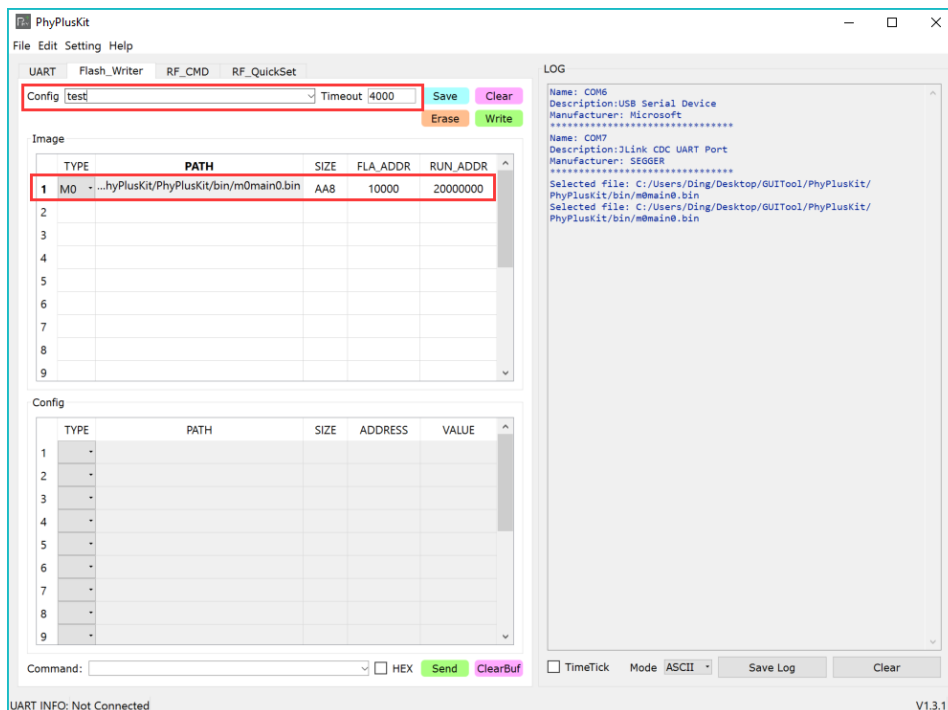 PhyPlusKit
File Edit Setting Help
UART Flash_Writer RF_CMD RF_QuickSet
Config test Timeout 4000 Save Clear
Erase Write
Image
TYPE PATH SIZE FLA_ADDR RUN_ADDR
1 M0 ...hyPlusKit/PhyPlusKit/bin/m0main0.bin AA8 10000 20000000
2
3
4
5
6
7
8
9
Config
TYPE PATH SIZE ADDRESS VALUE
1
2
3
4
5
6
7
8
9
Command: HEX Send ClearBuf
UART INFO: Not Connected
LOG
Name: COM6
Description:USB Serial Device
Manufacturer: Microsoft
********************************
Name: COM7
Description:JLink CDC UART Port
Manufacturer: SEGGER
********************************
Selected file: C:/Users/Ding/Desktop/GUITool/PhyPlusKit/
PhyPlusKit/bin/m0main0.bin
Selected file: C:/Users/Ding/Desktop/GUITool/PhyPlusKit/
PhyPlusKit/bin/m0main0.bin
TimeTick Mode ASCII Save Log Clear
V1.3.1